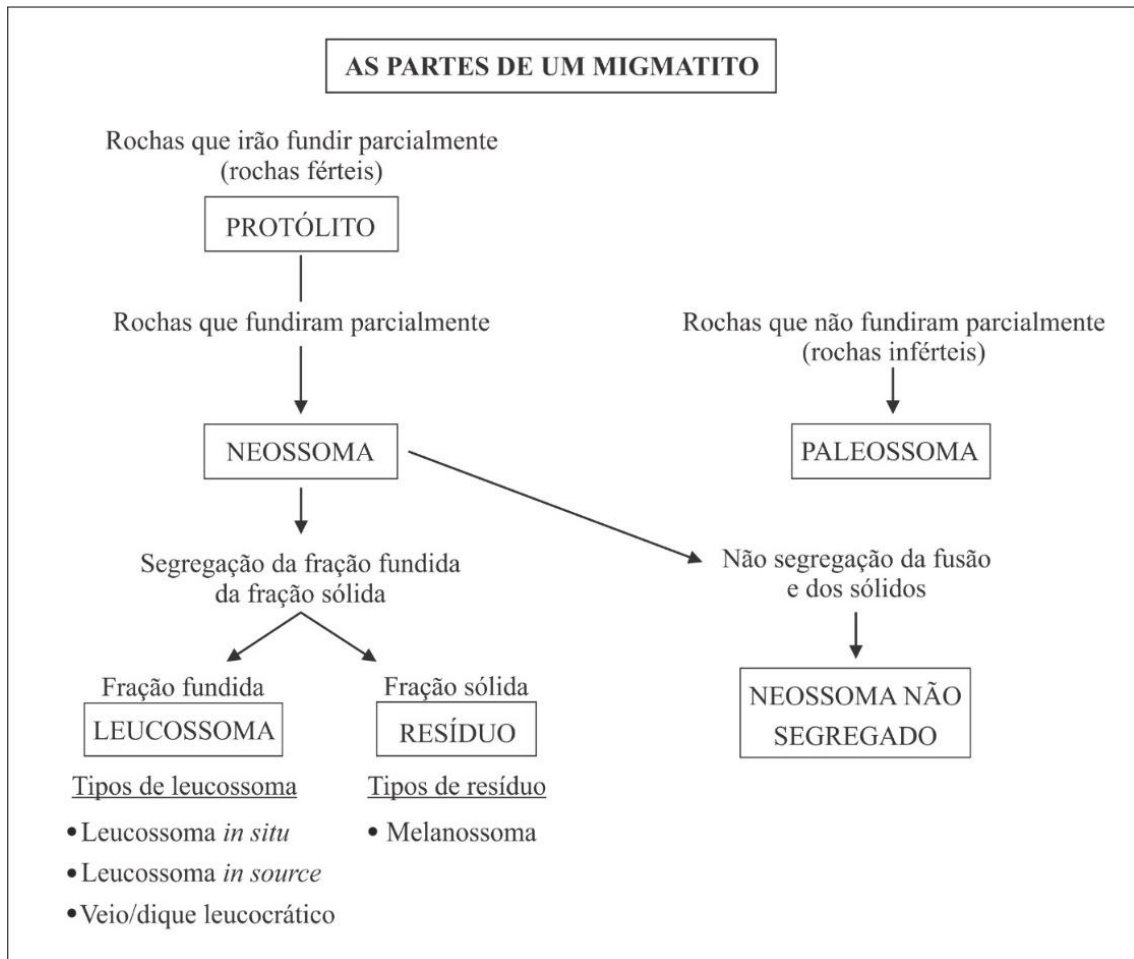 AS PARTES DE UM MIGMATITO
Rochas que irão fundir parcialmente
(rochas férteis)
PROTÓLITO
Rochas que fundiram parcialmente
Rochas que não fundiram parcialmente
(rochas inférteis)
NEOSSOMA
PALEOSSOMA
Segregação da fração fundida
da fração sólida
Não segregação da fusão
e dos sólidos
Fração fundida
LEUCOSSOMA
Fração sólida
RESÍDUO
NEOSSOMA NÃO
SEGREGADO
Tipos de leucossoma
• Leucossoma in situ
• Leucossoma in source
• Veio/dique leucocrático
Tipos de resíduo
• Melanossoma